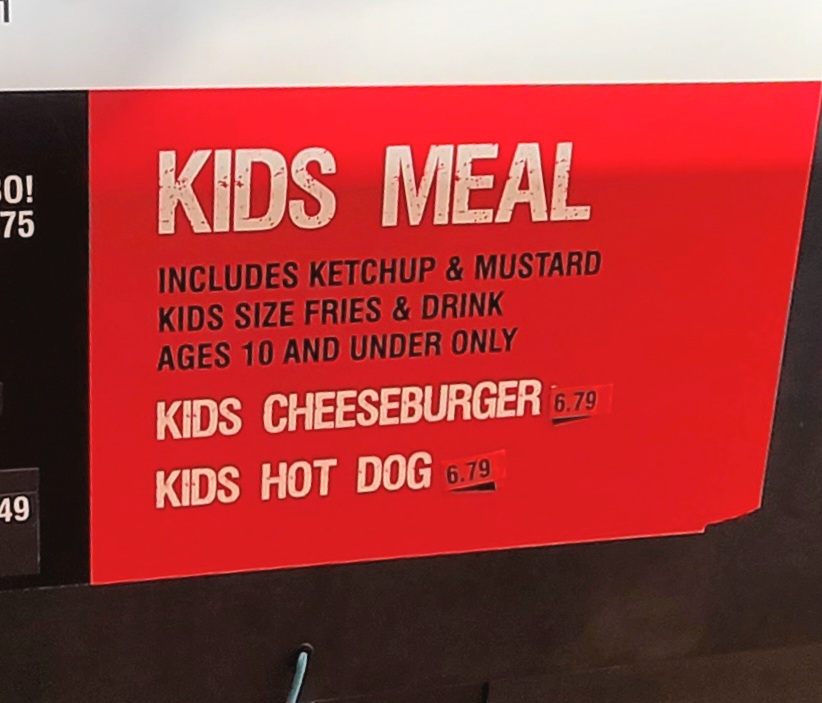 KIDS MEAL
INCLUDES KETCHUP & MUSTARD
KIDS SIZE FRIES & DRINK
AGES 10 AND UNDER ONLY
KIDS CHEESEBURGER 6.79
KIDS HOT DOG 6.79
75
49